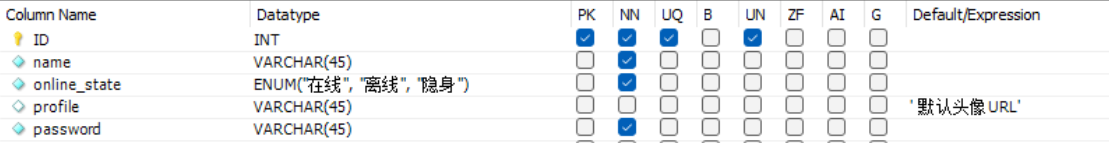 Column Name Datatype PK NN UQ B UN ZF AI G Default/Expression
ID INT
name VARCHAR(45)
online_state ENUM("在线", "离线", "隐身")
profile VARCHAR(45) '默认头像URL'
password VARCHAR(45)